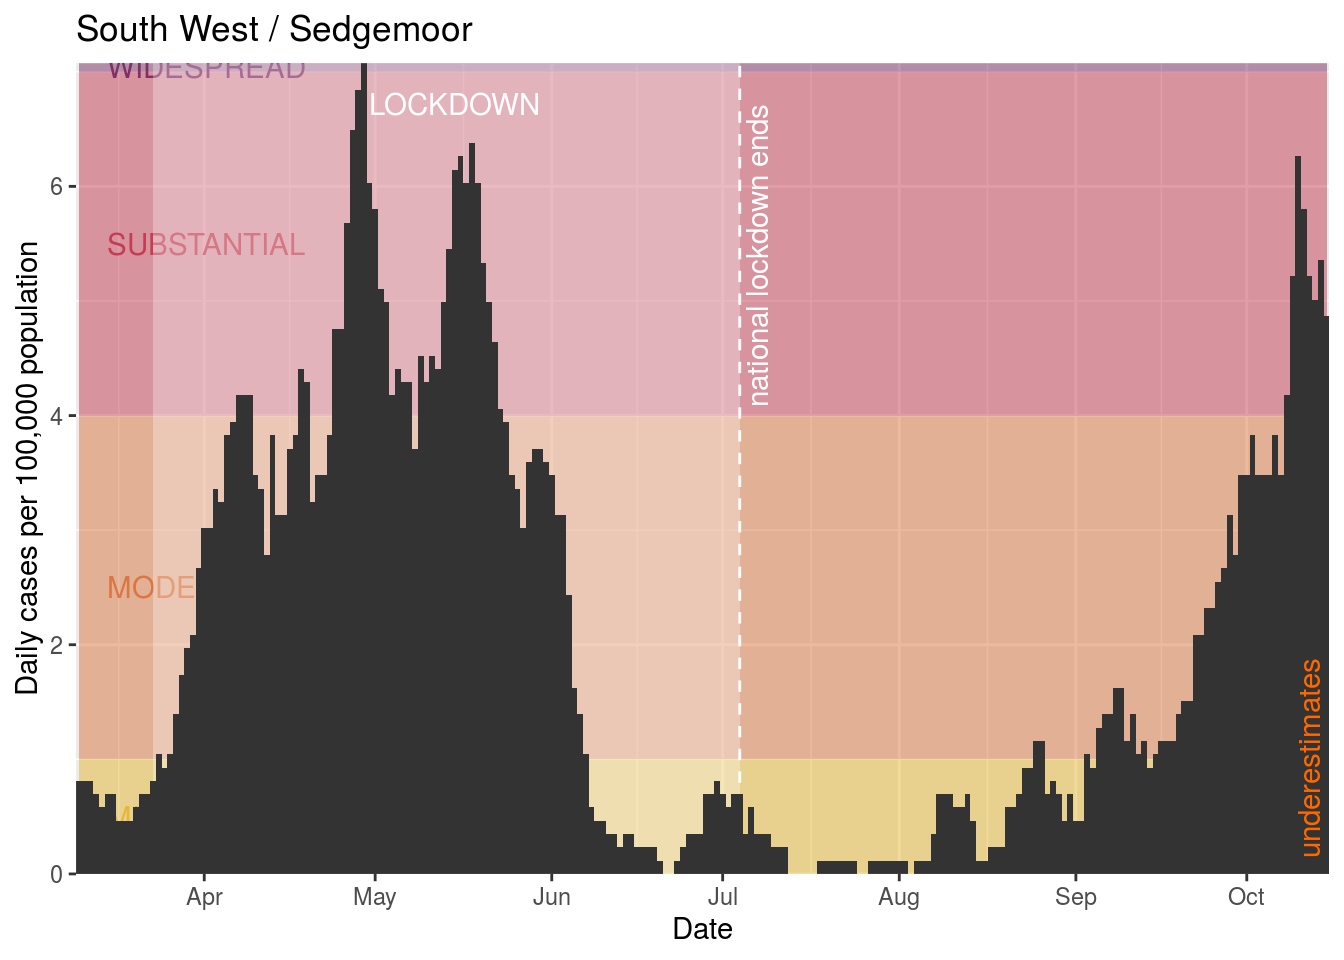 South West / Sedgemoor
WIDESPREAD
LOCKDOWN
SUBSTANTIAL
national lockdown ends
MODE
underestimates
Daily cases per 100,000 population
6
4
2
0
Apr May Jun Jul Aug Sep Oct
Date